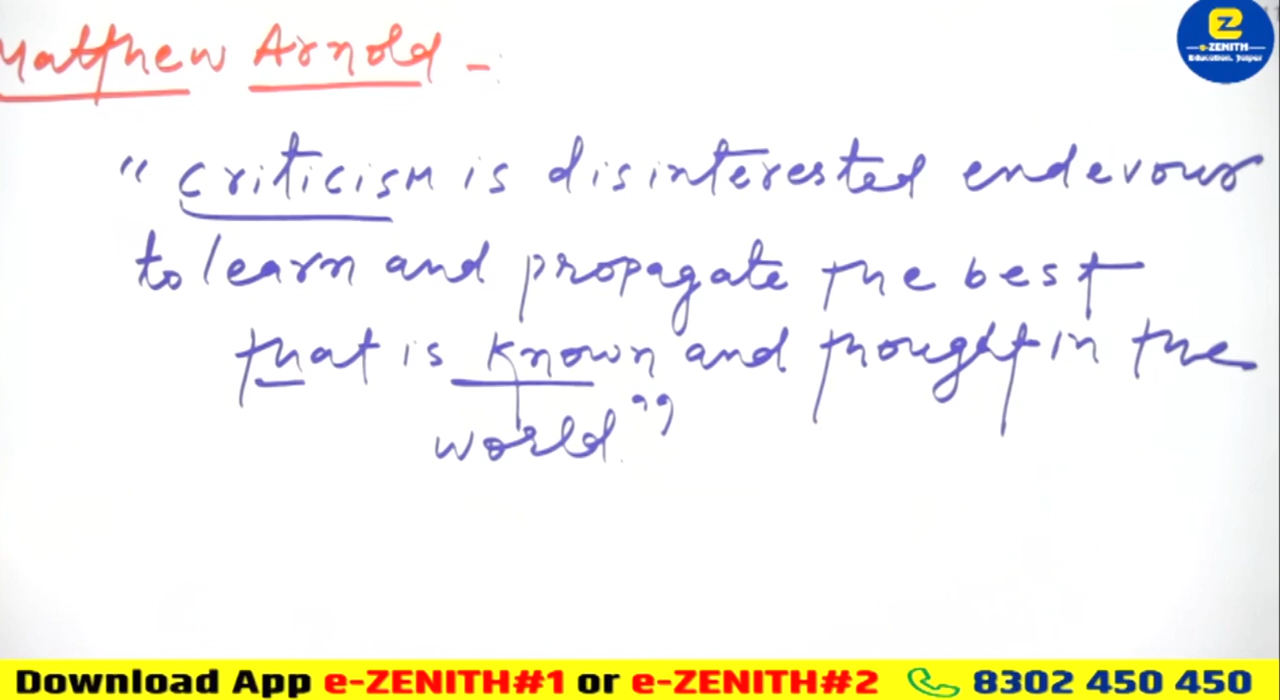 Matthew Arnold -
e-ZENITH
Education, Jaipur
"criticism is disinterested endevour
to learn and propagate the best
that is known and thought in the
world"
Download App e-ZENITH#1 or e-ZENITH#2 8302 450 450